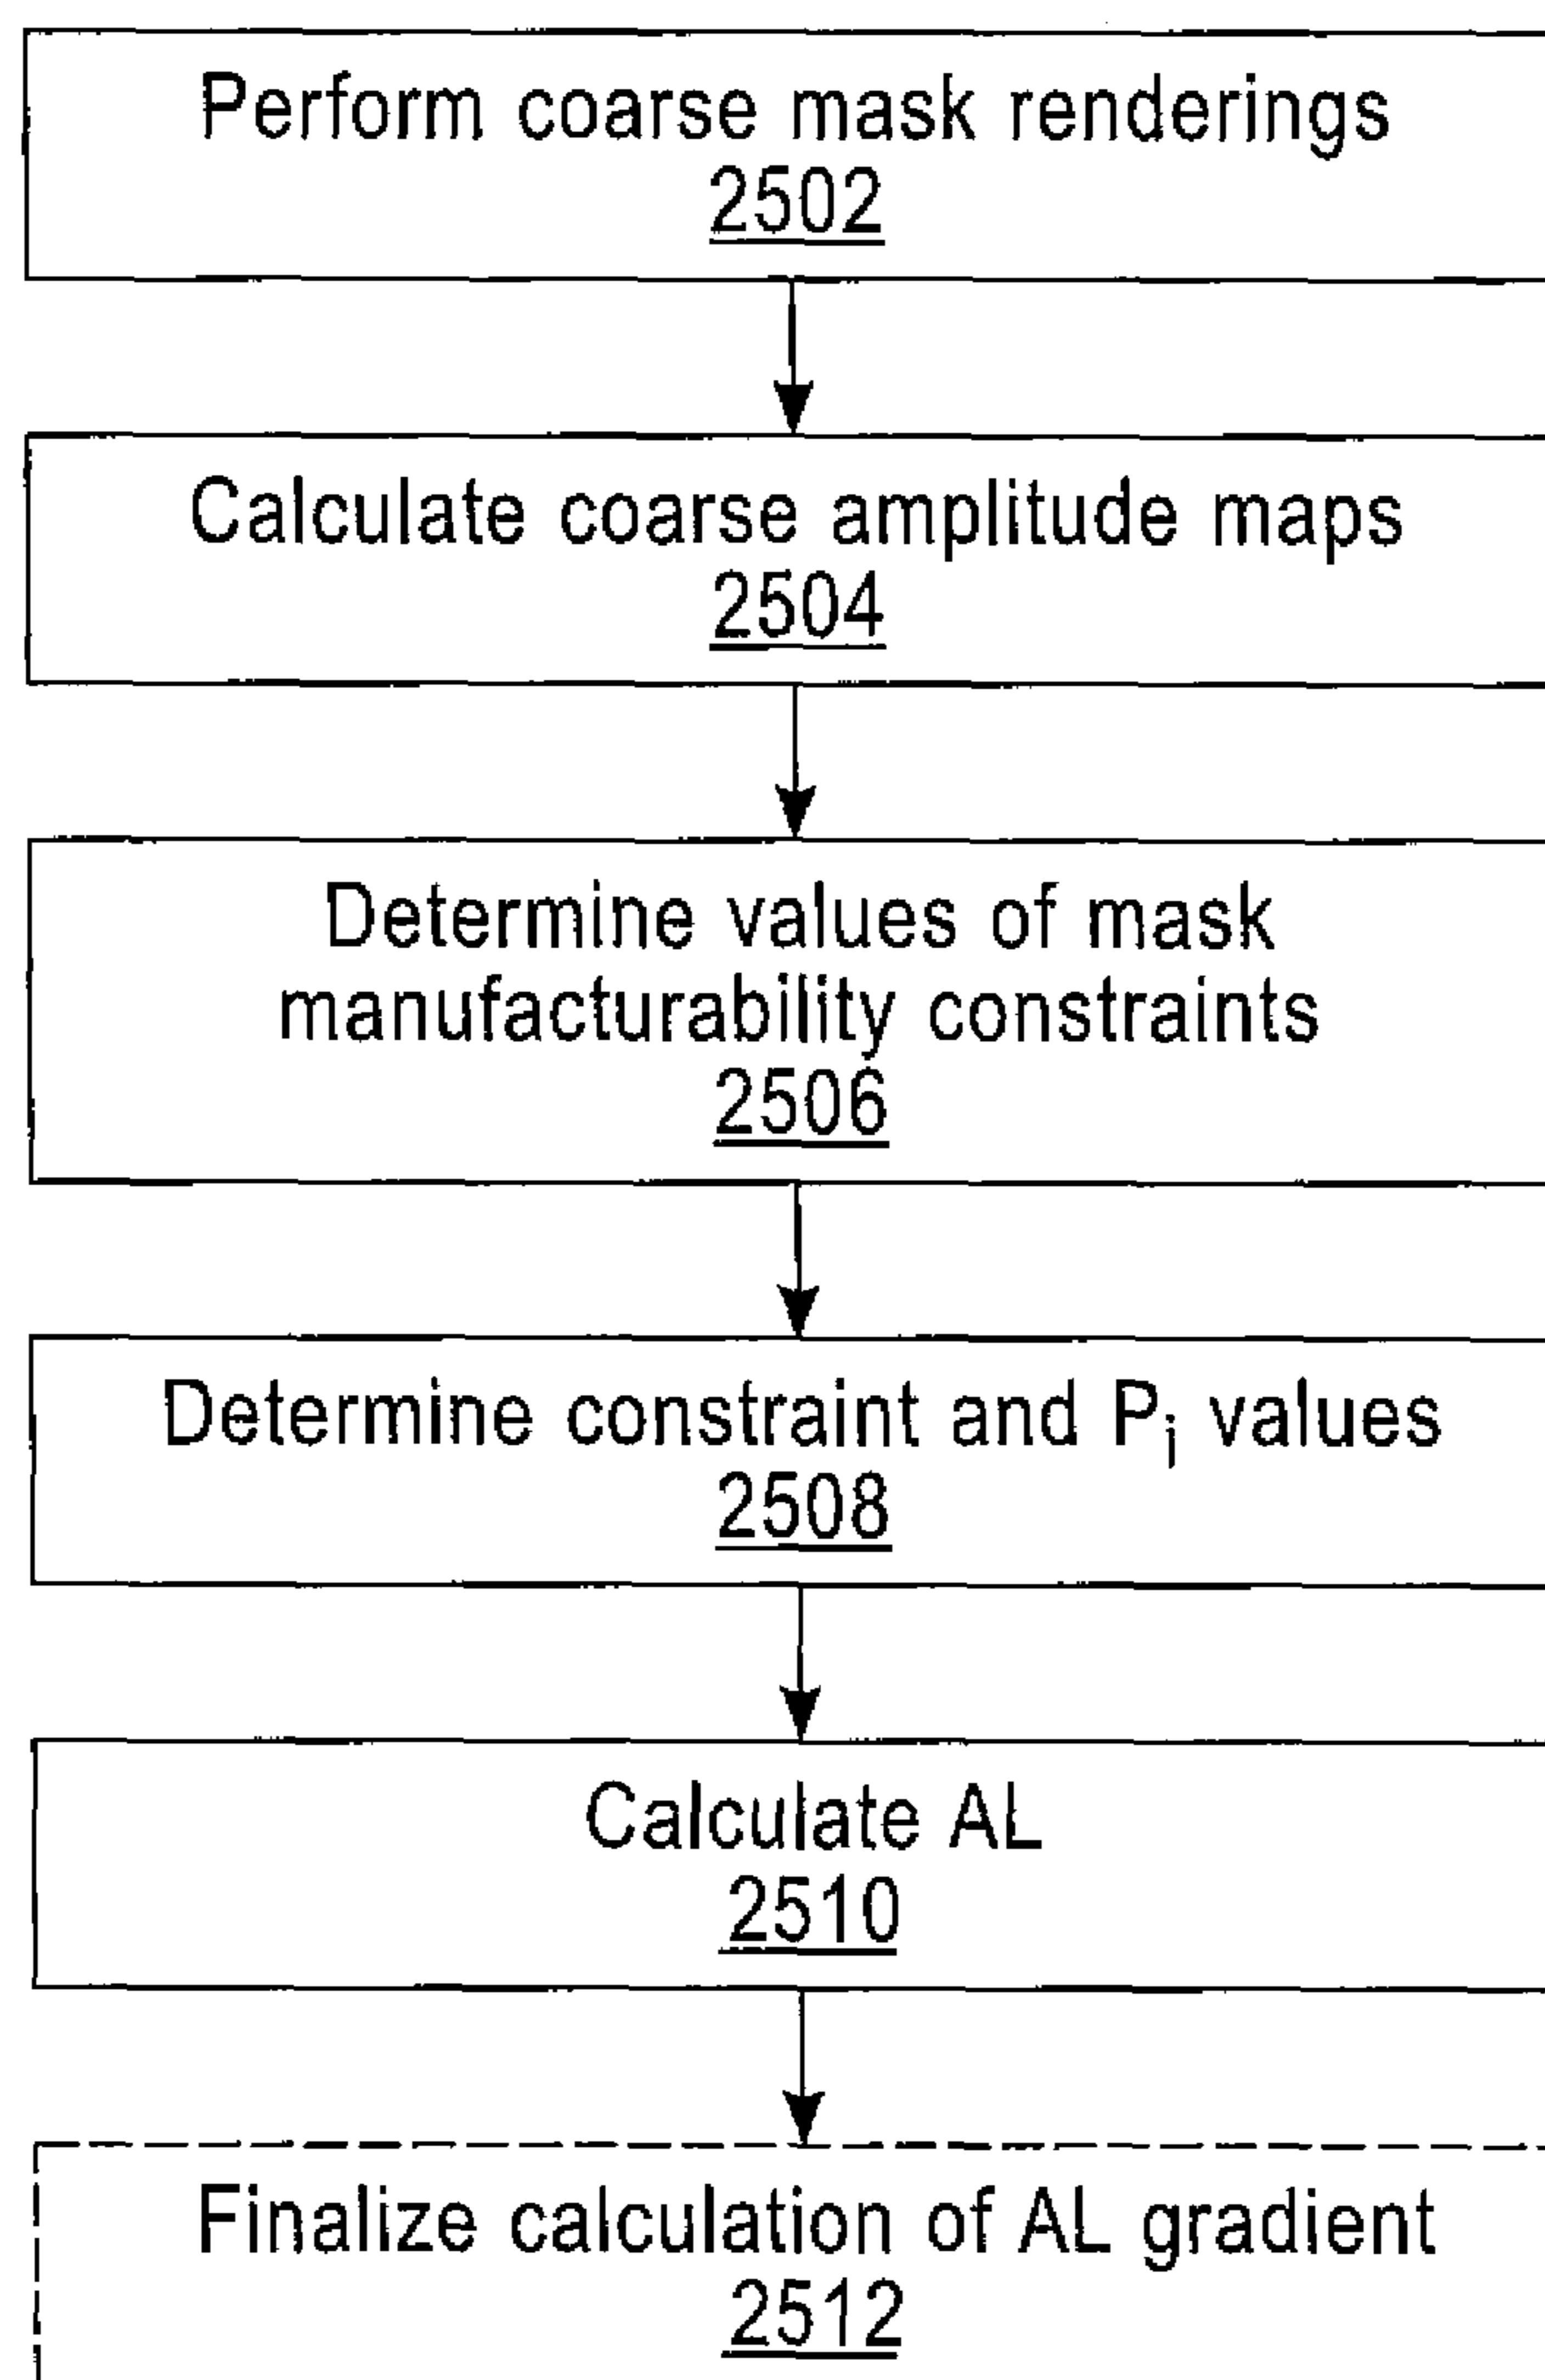 Perform coarse mask renderings
2502
Calculate coarse amplitude maps
2504
Determine values of mask
manufacturability constraints
2506
Determine constraint and Pj values
2508
Calculate AL
2510
Finalize calculation of AL gradient
2512